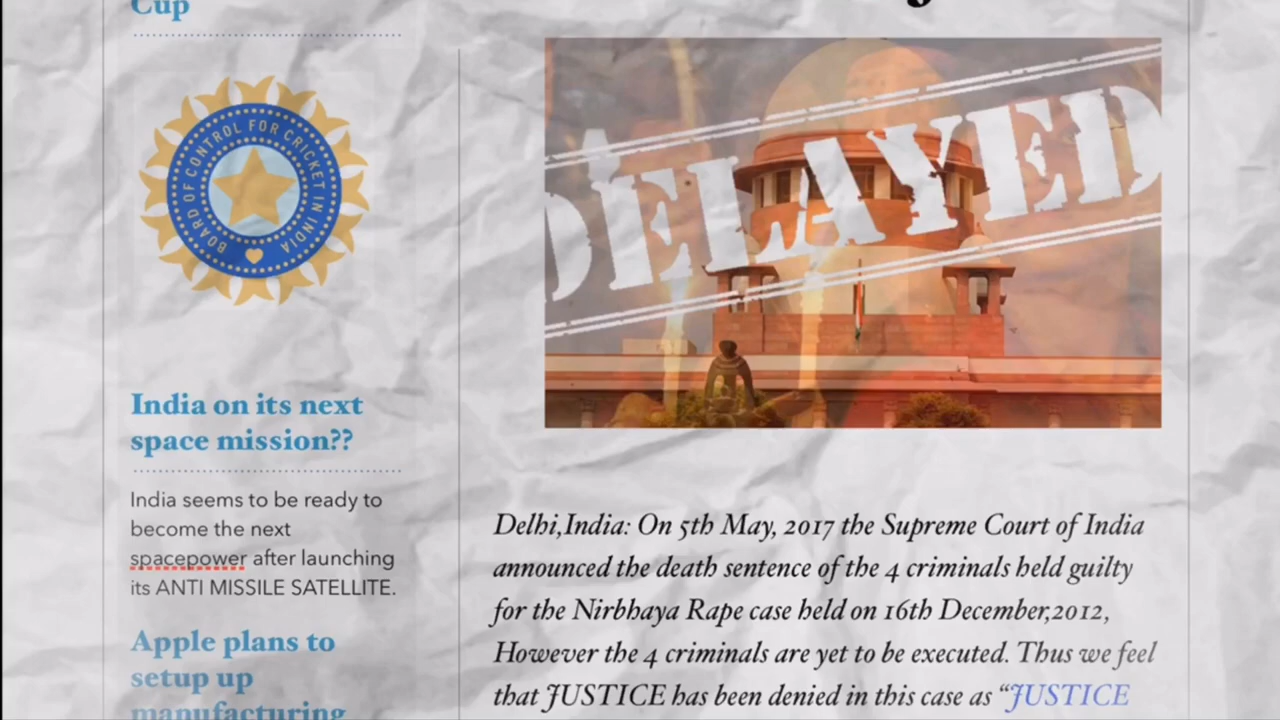 Cup
BOARD OF CONTROL FOR CRICKET IN INDIA
India on its next
space mission??
India seems to be ready to
become the next
spacepower after launching
its ANTI MISSILE SATELLITE.
Apple plans to
setup up
manufacturing
DELAYED
Delhi,India: On 5th May, 2017 the Supreme Court of India
announced the death sentence of the 4 criminals held guilty
for the Nirbhaya Rape case held on 16th December,2012,
However the 4 criminals are yet to be executed. Thus we feel
that JUSTICE has been denied in this case as “JUSTICE